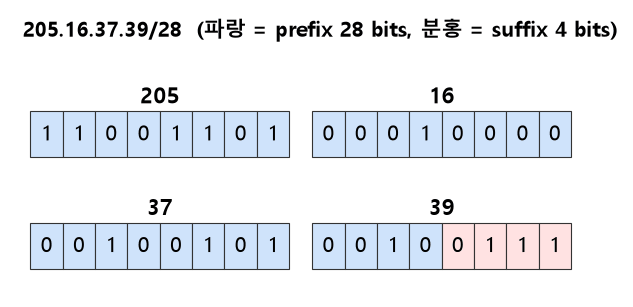 205.16.37.39/28 (파랑 = prefix 28 bits, 분홍 = suffix 4 bits)
205 16
1 1 0 0 1 1 0 1 0 0 0 1 0 0 0 0
37 39
0 0 1 0 0 1 0 1 0 0 1 0 0 1 1 1